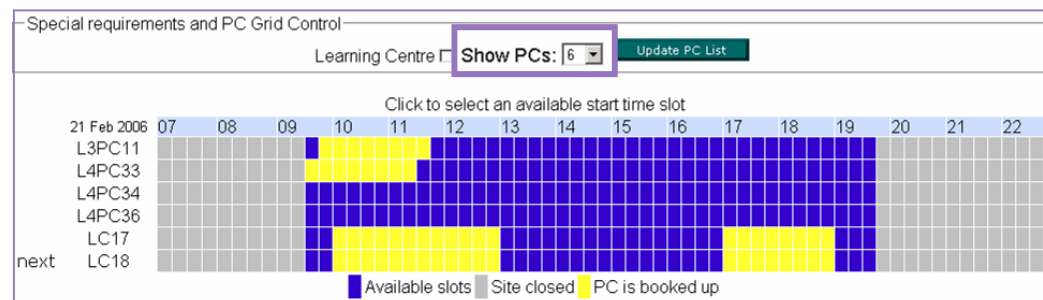 Special requirements and PC Grid Control
Learning Centre Show PCs: 6 Update PC List
Click to select an available start time slot
21 Feb 2006 07 08 09 10 11 12 13 14 15 16 17 18 19 20 21 22
L3PC11
L4PC33
L4PC34
L4PC36
LC17
next LC18
Available slots Site closed PC is booked up